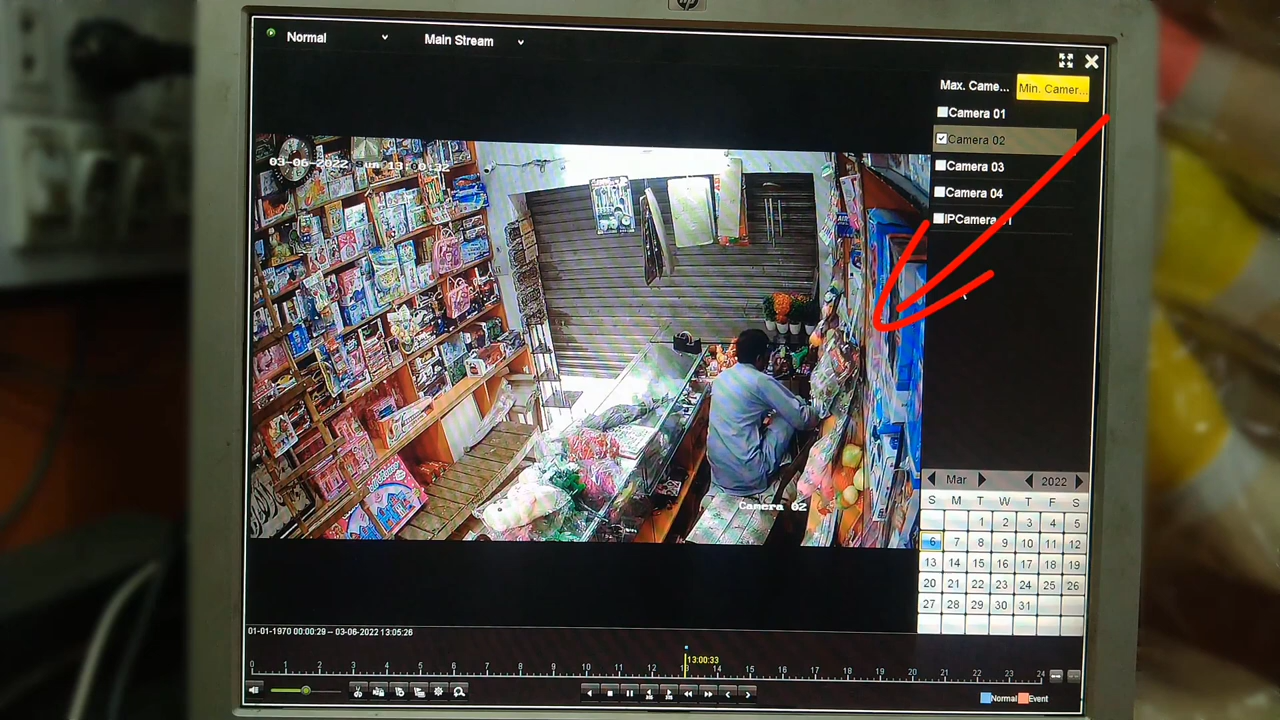 hp
Normal
Main Stream
Max. Came...
Min. Camer...
Camera 01
Camera 02
Camera 03
Camera 04
03-06-2022
Camera 02
Mar 2022
S M T W T F S
1 2 3 4 5
6 7 8 9 10 11 12
13 14 15 16 17 18 19
20 21 22 23 24 25 26
27 28 29 30 31
01-01-1970 00:00:29 -- 03-06-2022 13:05:26
13:00:33
0 1 2 3 4 5 6 7 8 9 10 11 12 13 14 15 16 17 18 19 20 21 22 23 24
Normal Event